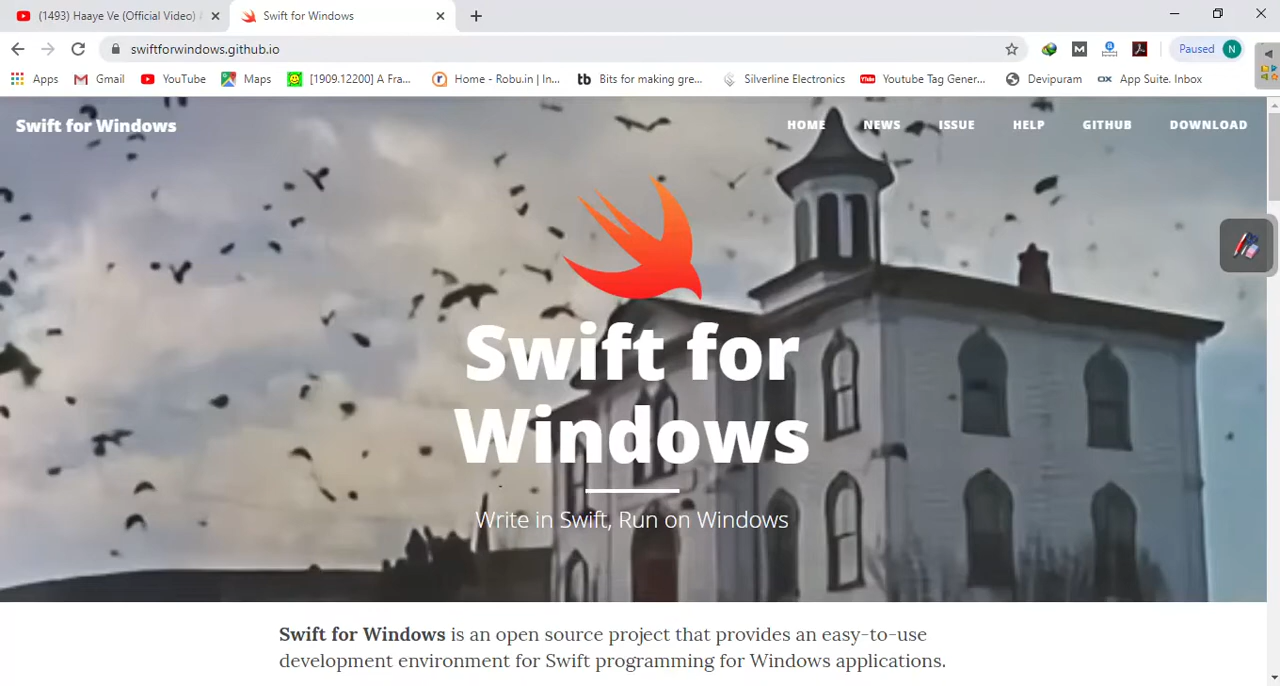 (1493) Haaye Ve (Official Video)
Swift for Windows
swiftforwindows.github.io
Paused
N
Apps
Gmail
YouTube
Maps
[1909.12200] A Fra...
Home - Robu.in | In...
Bits for making gre...
Silverline Electronics
Youtube Tag Gener...
Devipuram
App Suite. Inbox
Swift for Windows
HOME
NEWS
ISSUE
HELP
GITHUB
DOWNLOAD
Swift for
Windows
Write in Swift, Run on Windows
Swift for Windows is an open source project that provides an easy-to-use
development environment for Swift programming for Windows applications.